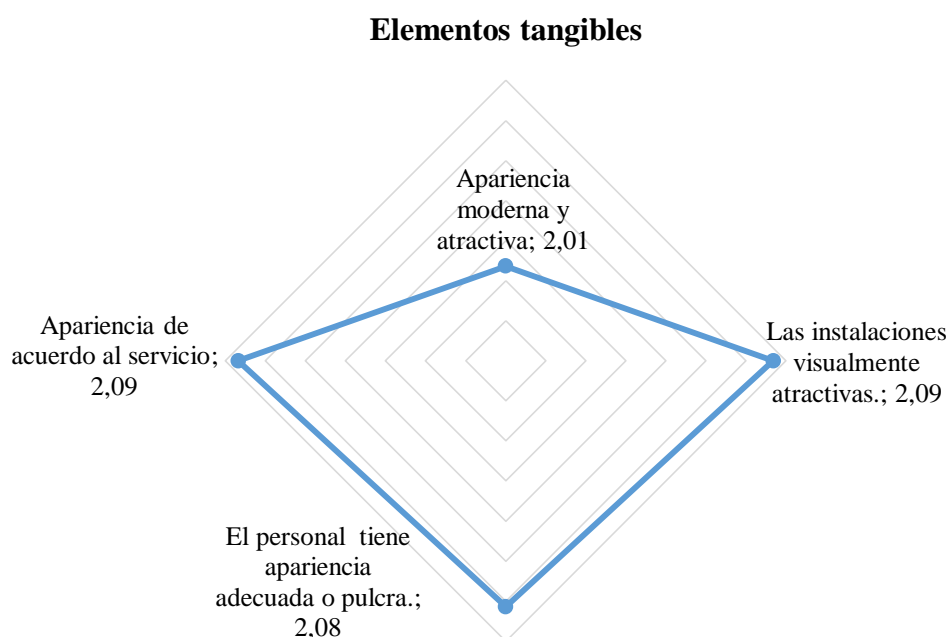 Elementos tangibles
Apariencia
moderna y
atractiva; 2,01
Las instalaciones
visualmente
atractivas.; 2,09
El personal  tiene
apariencia
adecuada o pulcra.;
2,08
Apariencia de
acuerdo al servicio;
2,09